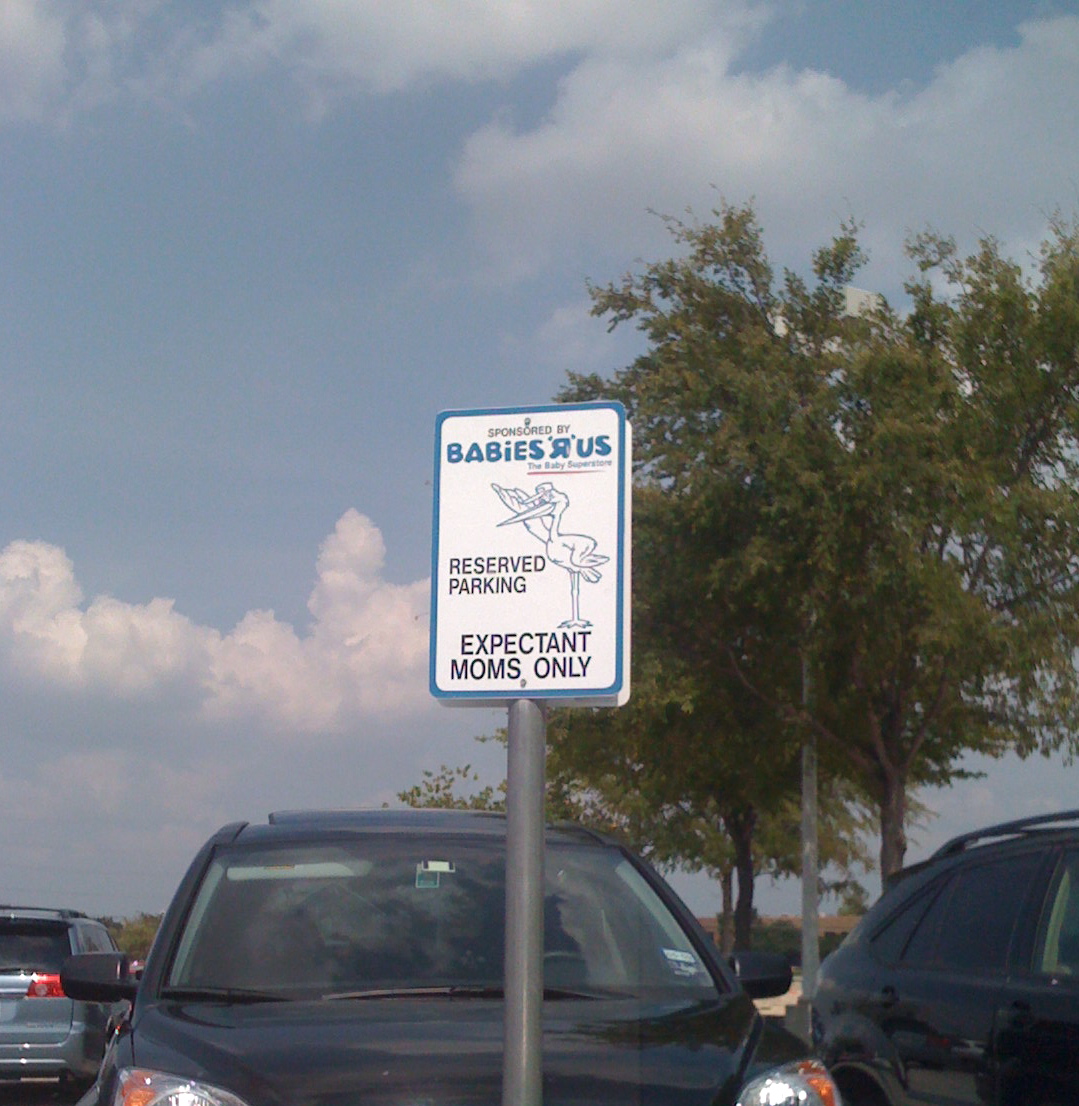 SPONSORED BY
BABIES "R" US
The Baby Superstore
RESERVED
PARKING
EXPECTANT
MOMS ONLY